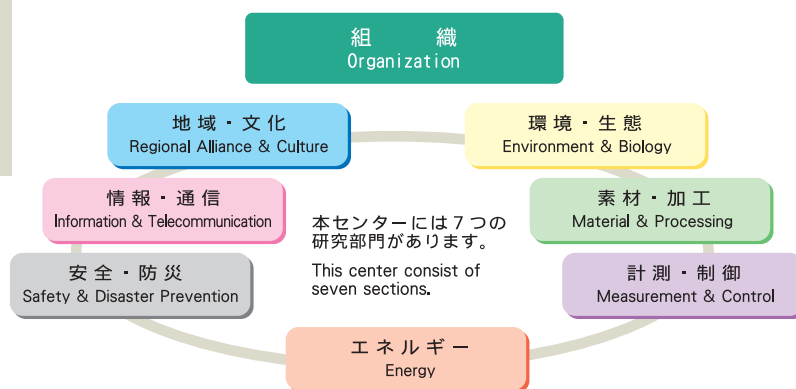 組 織
Organization
地域・文化
Regional Alliance & Culture
環境・生態
Environment & Biology
情報・通信
Information & Telecommunication
素材・加工
Material & Processing
本センターには７つの
研究部門があります。
This center consist of
seven sections.
安全・防災
Safety & Disaster Prevention
計測・制御
Measurement & Control
エネルギー
Energy